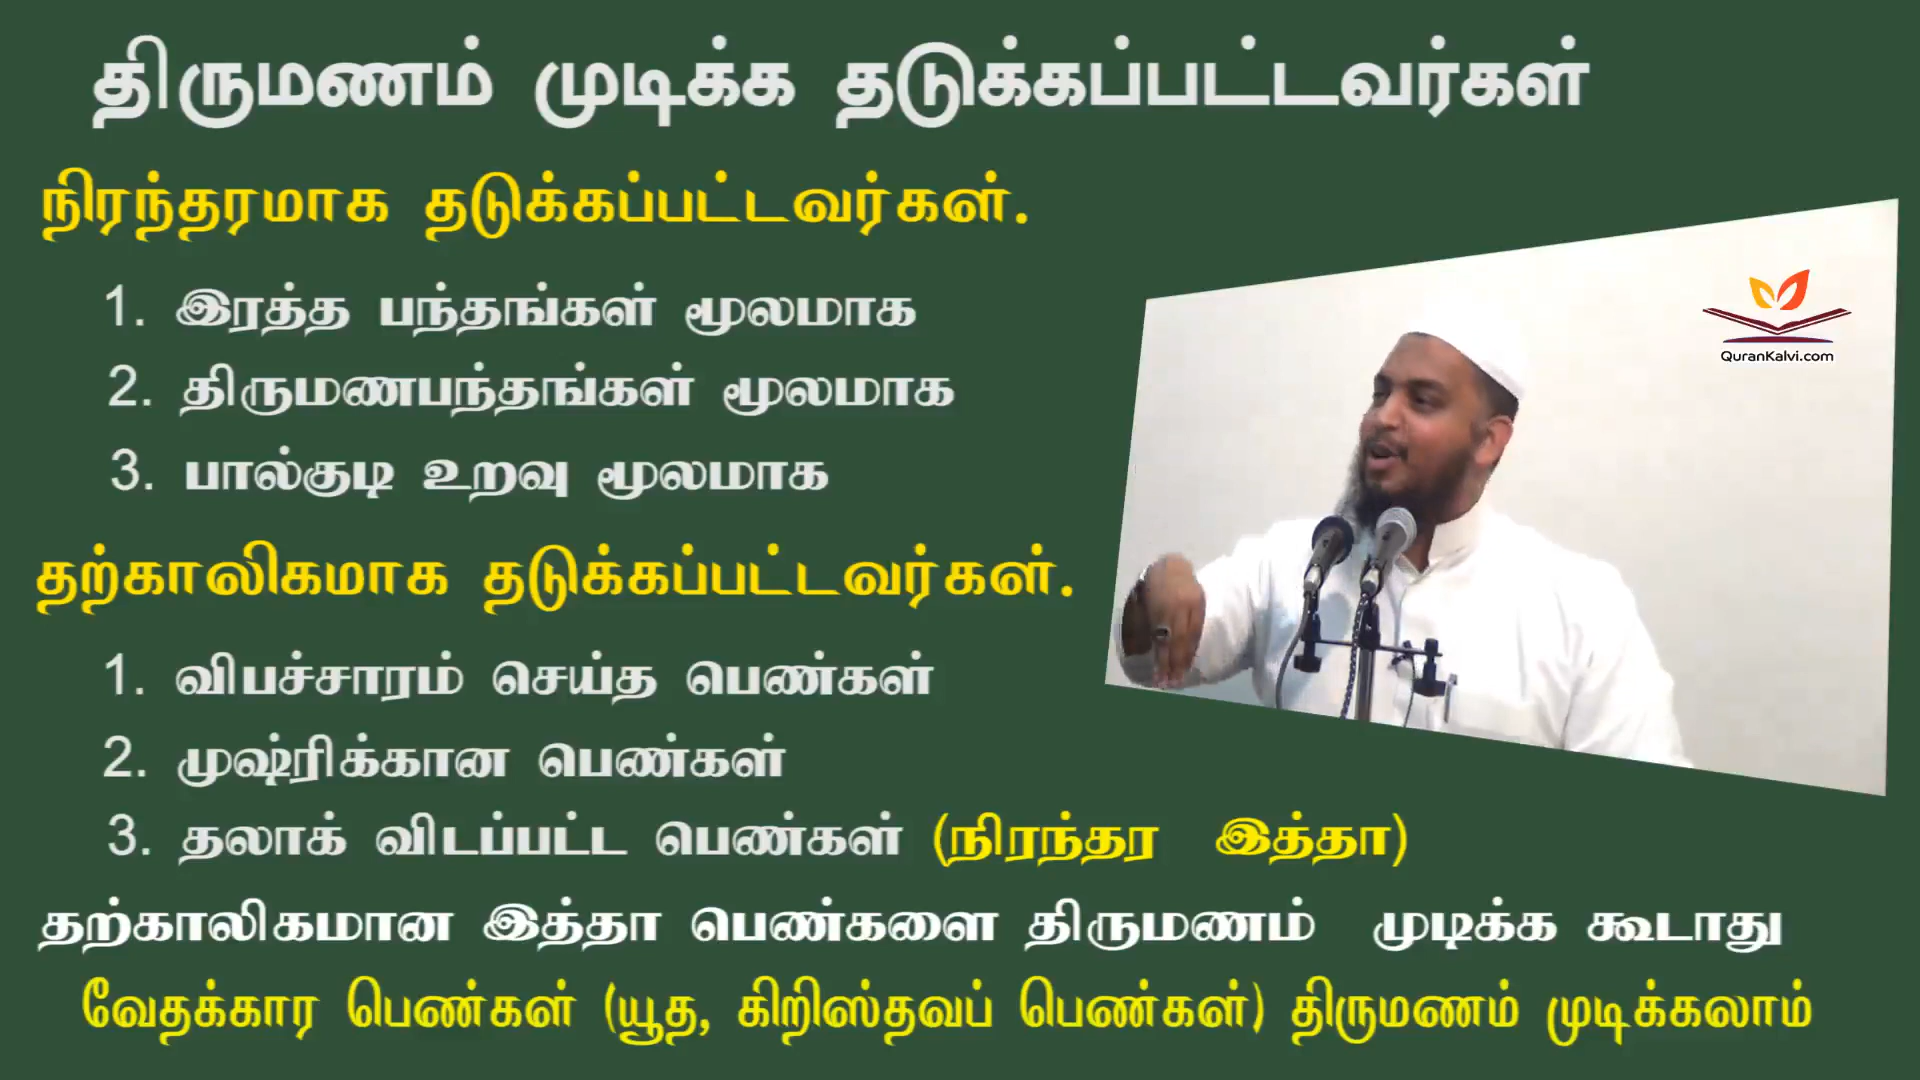 திருமணம் முடிக்க தடுக்கப்பட்டவர்கள்
நிரந்தரமாக தடுக்கப்பட்டவர்கள்.
1. இரத்த பந்தங்கள் மூலமாக
2. திருமணபந்தங்கள் மூலமாக
3. பால்குடி உறவு மூலமாக
QuranKalvi.com
தற்காலிகமாக தடுக்கப்பட்டவர்கள்.
1. விபச்சாரம் செய்த பெண்கள்
2. முஷ்ரிக்கான பெண்கள்
3. தலாக் விடப்பட்ட பெண்கள் (நிரந்தர இத்தா)
தற்காலிகமான இத்தா பெண்களை திருமணம் முடிக்க கூடாது
வேதக்கார பெண்கள் (யூத, கிறிஸ்தவப் பெண்கள்) திருமணம் முடிக்கலாம்